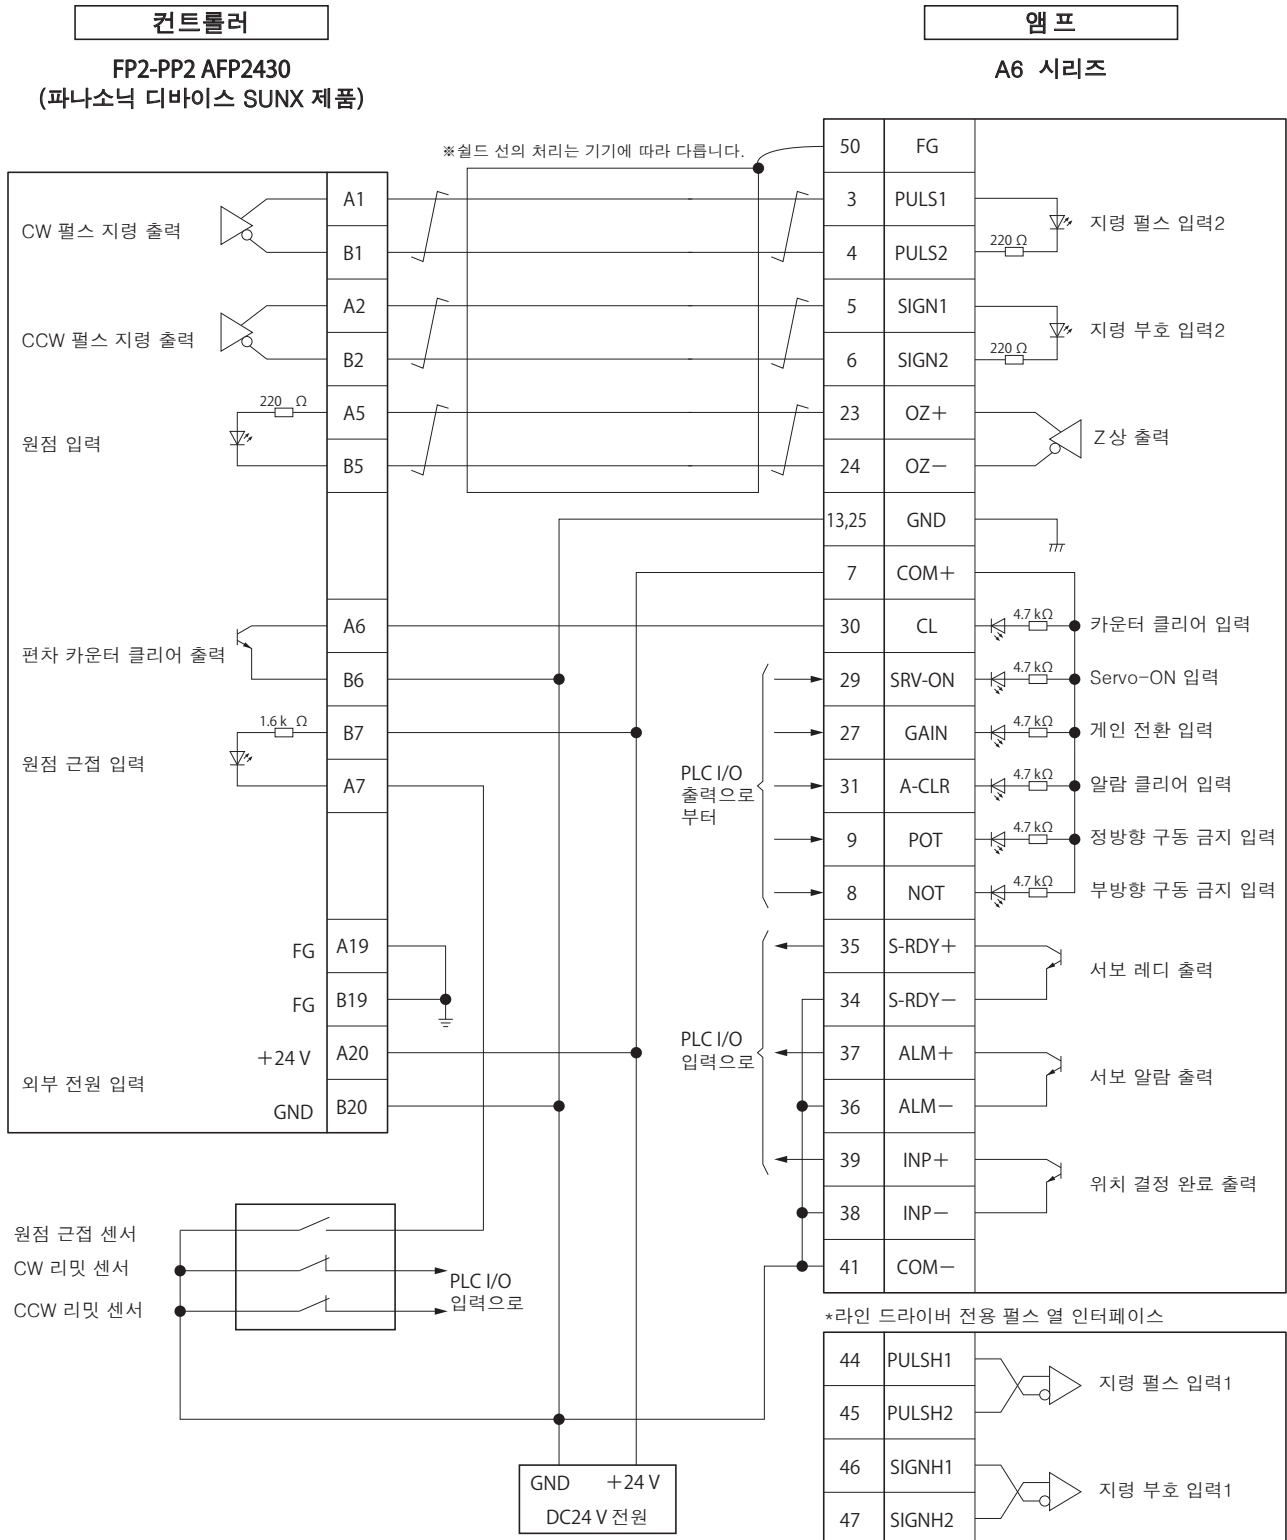 컨트롤러
앰 프
FP2-PP2 AFP2430
(파나소닉 디바이스 SUNX 제품)
A6 시리즈
※쉴드 선의 처리는 기기에 따라 다릅니다.
CW 펄스 지령 출력
CCW 펄스 지령 출력
220 Ω
원점 입력
편차 카운터 클리어 출력
1.6 k Ω
원점 근접 입력
FG
FG
+24 V
외부 전원 입력
GND
A1
B1
A2
B2
A5
B5
A6
B6
B7
A7
A19
B19
A20
B20
원점 근접 센서
CW 리밋 센서
CCW 리밋 센서
PLC I/O
입력으로
PLC I/O
출력으로
부터
PLC I/O
입력으로
GND +24 V
DC24 V 전원
50 FG
3 PULS1
4 PULS2
220 Ω
지령 펄스 입력2
5 SIGN1
6 SIGN2
220 Ω
지령 부호 입력2
23 OZ+
24 OZ−
Z 상 출력
13,25 GND
7 COM+
30 CL 4.7 kΩ 카운터 클리어 입력
29 SRV-ON 4.7 kΩ Servo-ON 입력
27 GAIN 4.7 kΩ 게인 전환 입력
31 A-CLR 4.7 kΩ 알람 클리어 입력
9 POT 4.7 kΩ 정방향 구동 금지 입력
8 NOT 4.7 kΩ 부방향 구동 금지 입력
35 S-RDY+
34 S-RDY−
서보 레디 출력
37 ALM+
36 ALM−
서보 알람 출력
39 INP+
38 INP−
위치 결정 완료 출력
41 COM−
*라인 드라이버 전용 펄스 열 인터페이스
44 PULSH1
45 PULSH2
지령 펄스 입력1
46 SIGNH1
47 SIGNH2
지령 부호 입력1